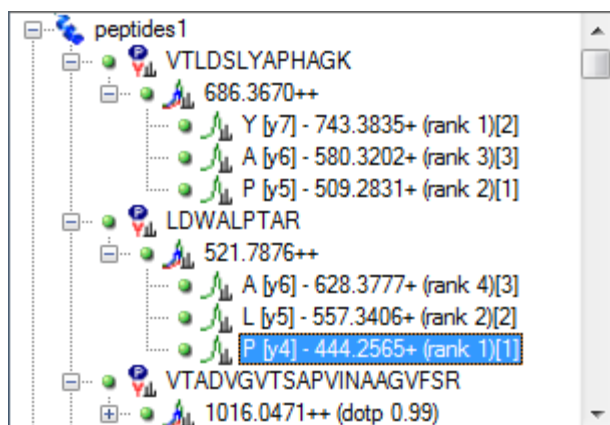 peptides1
VTLDSLYAPHAGK
686.3670++
Y [y7] - 743.3835+ (rank 1)[2]
A [y6] - 580.3202+ (rank 3)[3]
P [y5] - 509.2831+ (rank 2)[1]
LDWALPTAR
521.7876++
A [y6] - 628.3777+ (rank 4)[3]
L [y5] - 557.3406+ (rank 2)[2]
P [y4] - 444.2565+ (rank 1)[1]
VTADVGVTSAPVINAAGVFSR
1016.0471++ (dotp 0.99)